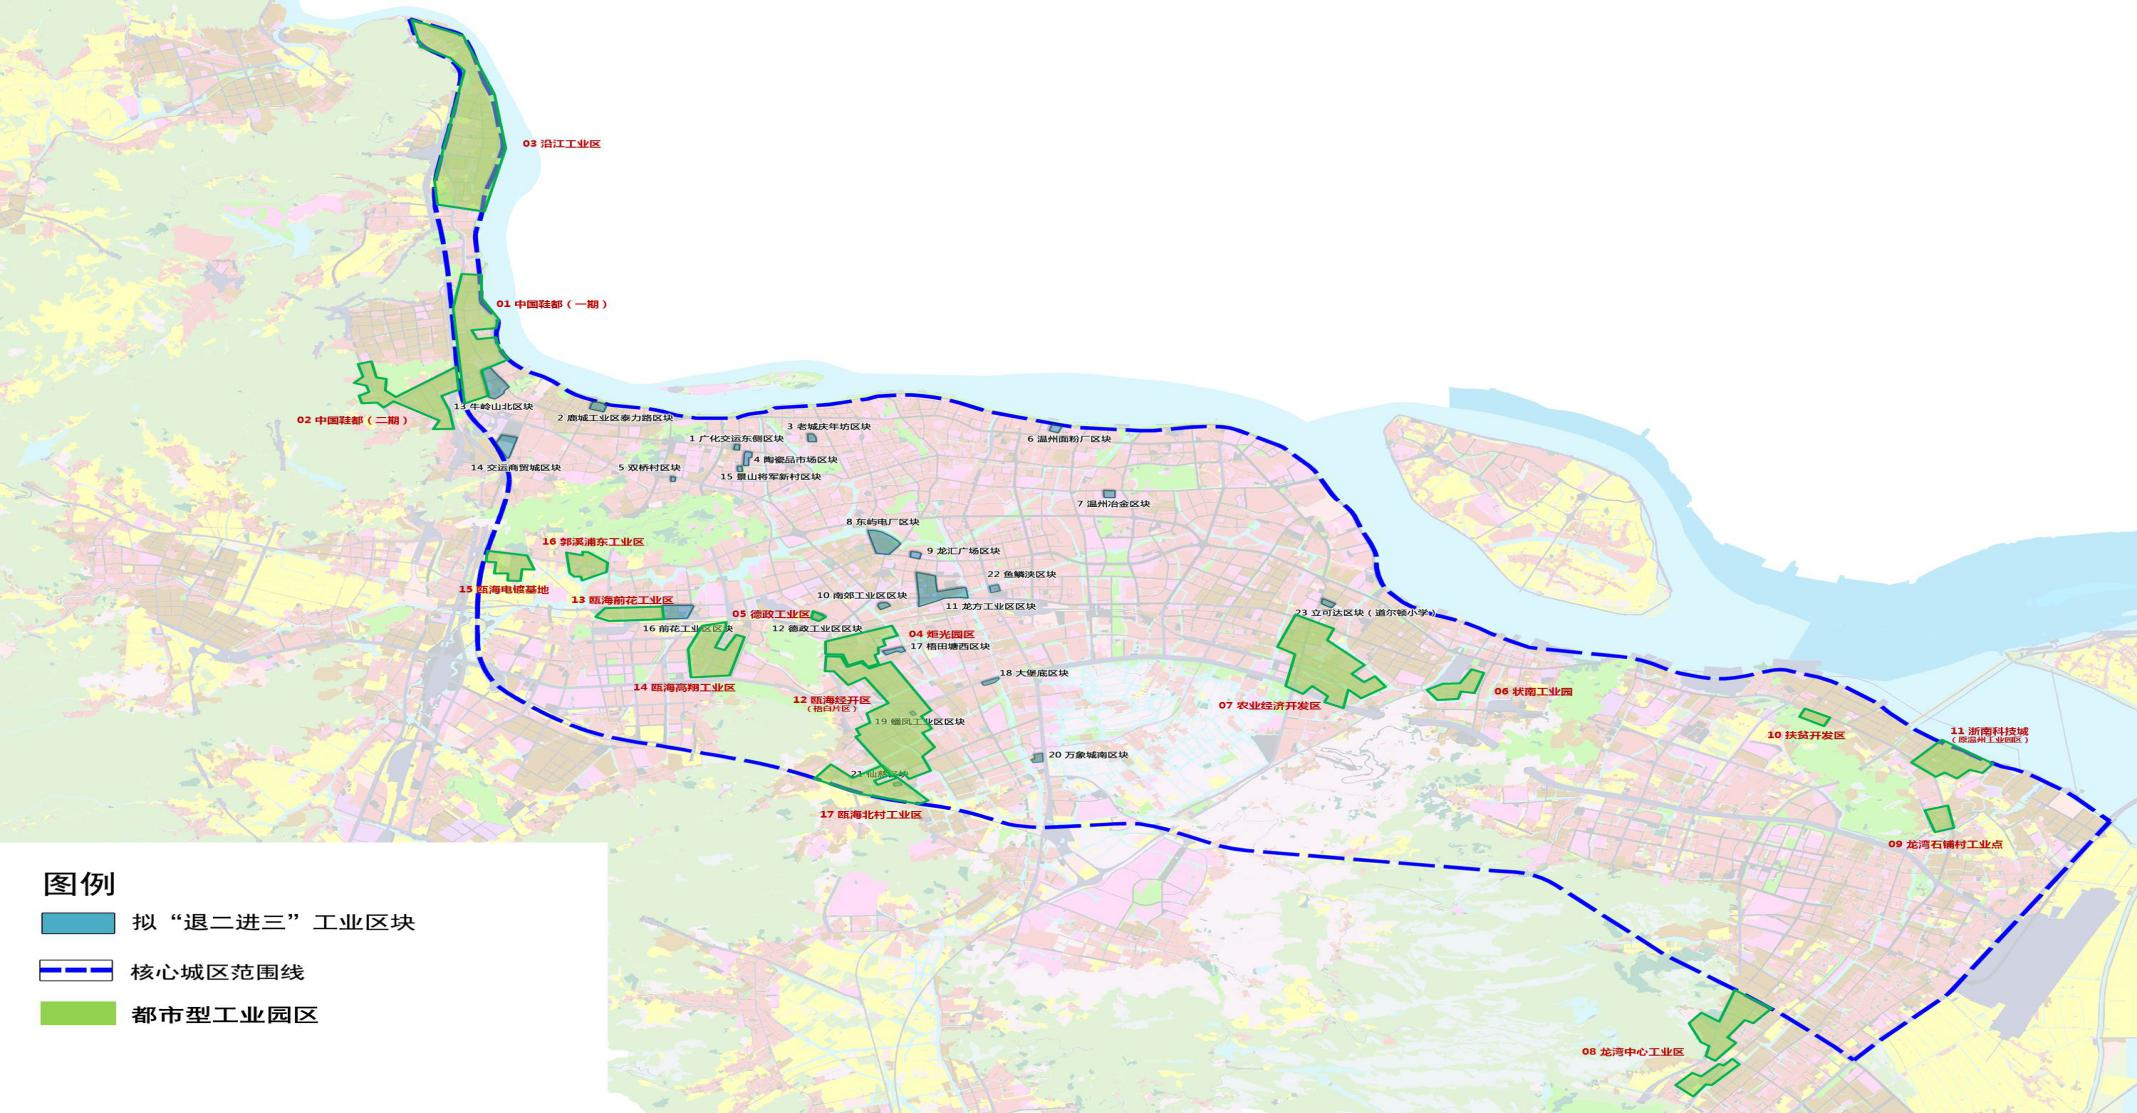 03 沿江工业区
01 中国鞋都（一期）
02 中国鞋都（二期）
13 牛岭山北区块
2 鹿城工业区泰力路区块
3 老城庆年坊区块
1 广化交运东侧区块
6 温州面粉厂区块
4 陶瓷品市场区块
14 交运商贸城区块
5 双桥村区块
15 景山将军新村区块
7 温州冶金区块
8 东屿电厂区块
16 郭溪浦东工业区
9 龙汇广场区块
22 鱼鳞浃区块
15 瓯海电镀基地
13 瓯海前花工业区
10 南郊工业区区块
11 龙方工业区区块
05 德政工业区
23 立可达区块（道尔顿小学）
16 前花工业区区块
12 德政工业区区块
04 炬光园区
17 梧田塘西区块
18 大堡底区块
14 瓯海高翔工业区
06 状南工业园
12 瓯海经开区
（梧白片区）
07 农业经济开发区
19 蟠凤工业区区块
11 浙南科技城
（原温州工业园区）
10 扶贫开发区
20 万象城南区块
21 仙
17 瓯海北村工业区
09 龙湾石铺村工业点
08 龙湾中心工业区
图例
拟“退二进三”工业区块
核心城区范围线
都市型工业园区